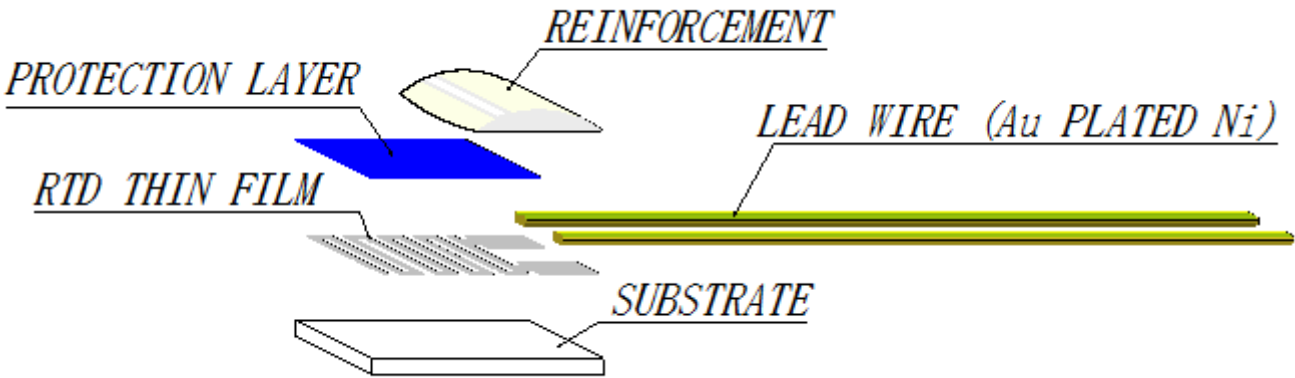 REINFORCEMENT
PROTECTION LAYER
LEAD WIRE (Au PLATED Ni)
RTD THIN FILM
SUBSTRATE